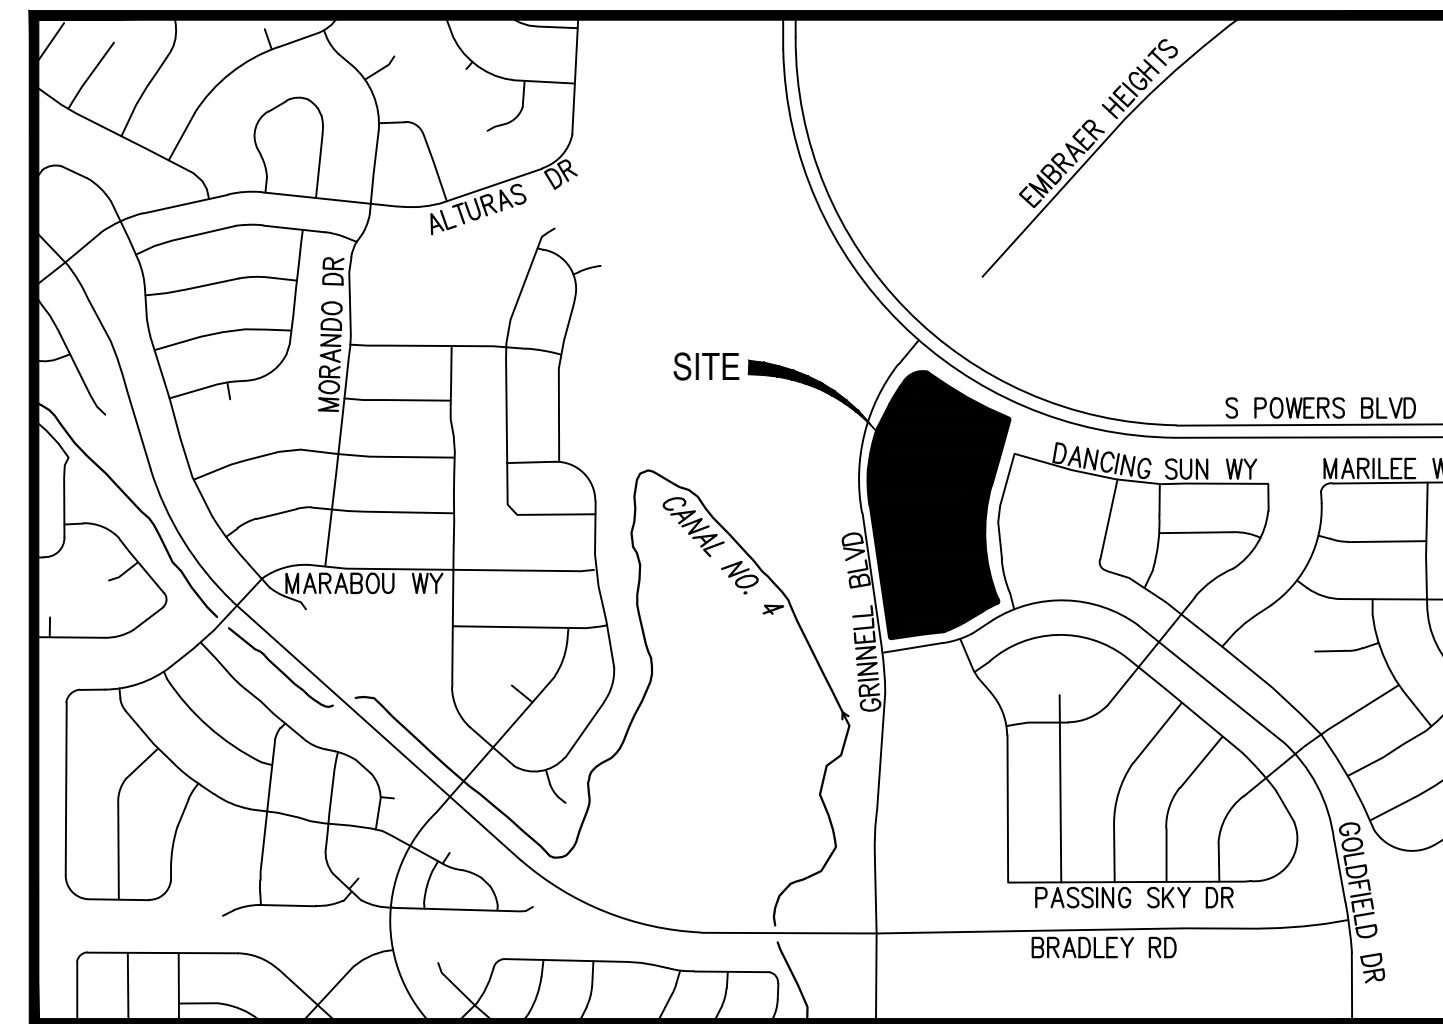 EMBRAER HEIGHTS
ALTURAS DR
MORANDO DR
SITE
S POWERS BLVD
DANCING SUN WY
MARILEE
CANAL NO. 4
GRINNELL BLVD
MARABOU WY
GOLDFIELD DR
PASSING SKY DR
BRADLEY RD